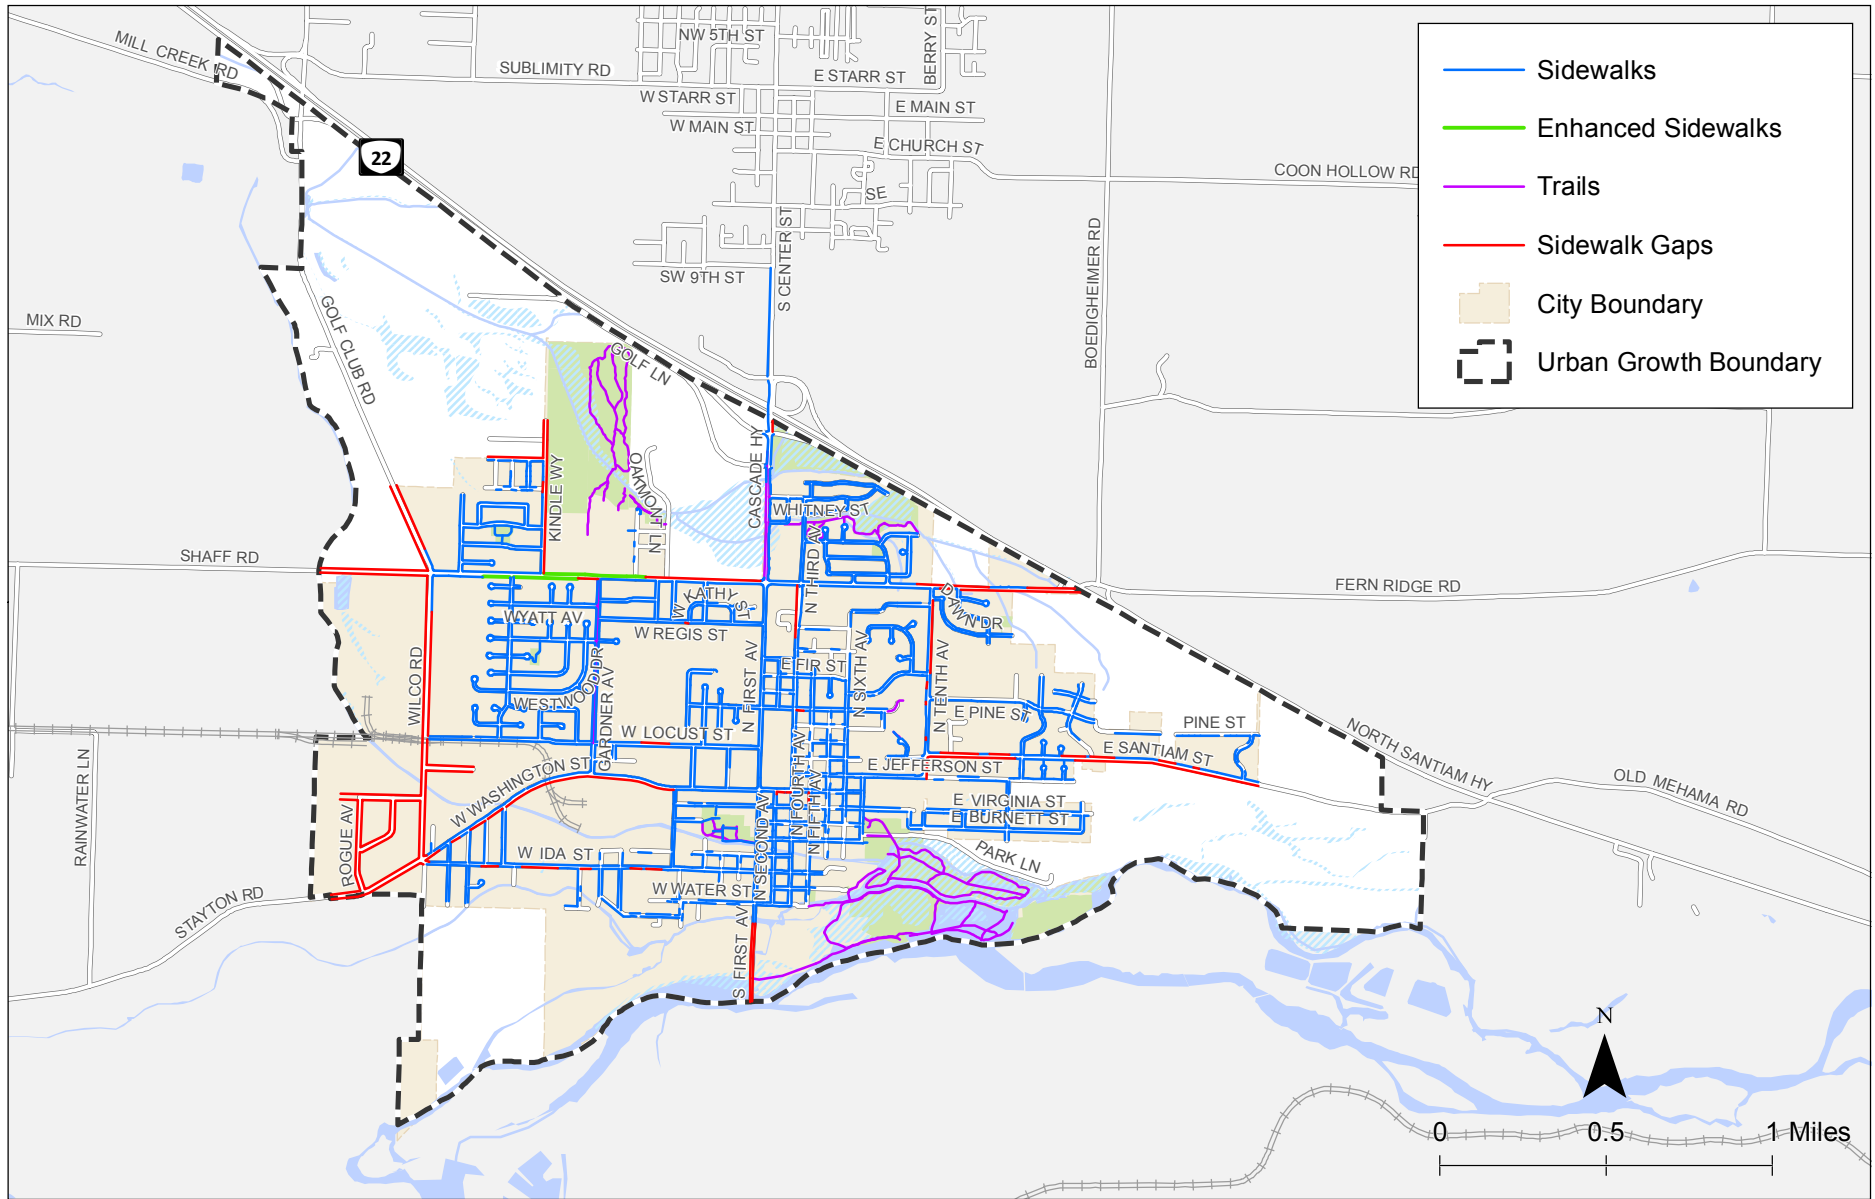 NW 5TH ST
BERRY ST
MILL CREEK RD
SUBLIMITY RD
E STARR ST
W STARR ST
E MAIN ST
W MAIN ST
E CHURCH ST
22
COON HOLLOW RD
SE
S CENTER ST
BOEDIGHEIMER RD
SW 9TH ST
MIX RD
GOLF CLUB RD
GOLF LN
CASCADE HY
OAKMONT LN
KINDLE WY
WHITNEY ST
SHAFF RD
N THIRD AV
FERN RIDGE RD
W KATHY ST
DAWN DR
WYATT AV
W REGIS ST
E FIR ST
N SIXTH AV
N TENTH AV
WILCO RD
WESTWOOD DR
GARDNER AV
N FIRST AV
E PINE ST
PINE ST
W LOCUST ST
NORTH SANTIAM HY
E SANTIAM ST
E JEFFERSON ST
OLD MEHAMA RD
RAINWATER LN
W WASHINGTON ST
N FOURTH AV
N FIFTH AV
E VIRGINIA ST
E BURNETT ST
ROGUE AV
N SECOND AV
W IDA ST
PARK LN
W WATER ST
STAYTON RD
S FIRST AV
Sidewalks
Enhanced Sidewalks
Trails
Sidewalk Gaps
City Boundary
Urban Growth Boundary
N
0 0.5 1 Miles